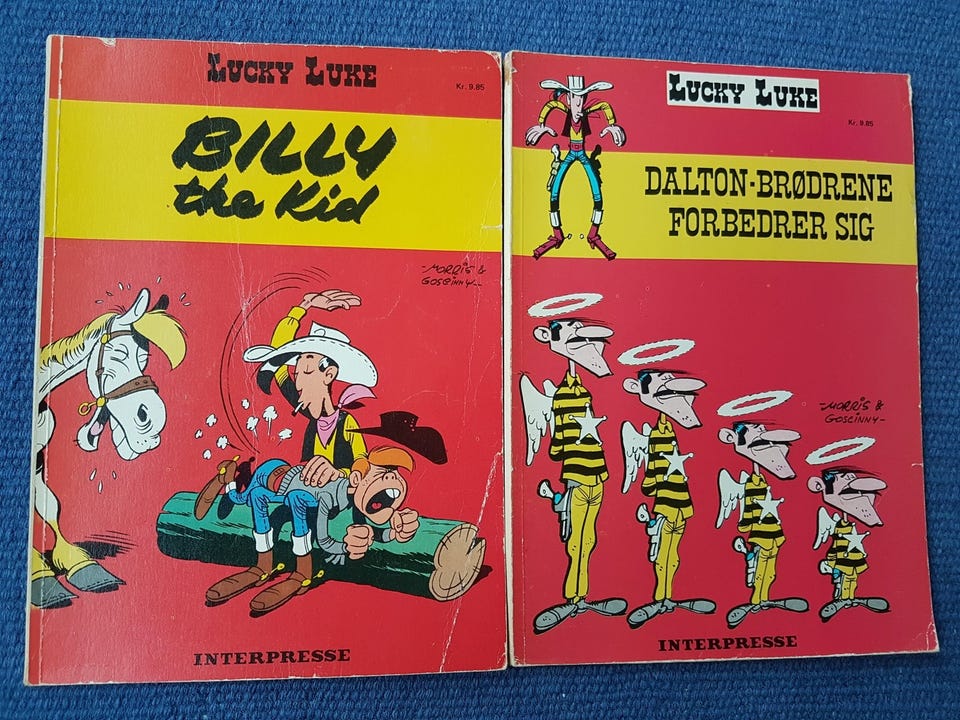 LUCKY LUKE
Kr. 9.85
BILLY
the Kid
-MORRIS &
GOSCINNY-
INTERPRESSE
LUCKY LUKE
Kr. 9.85
DALTON-BRØDRENE
FORBEDRER SIG
-MORRIS &
GOSCINNY-
INTERPRESSE